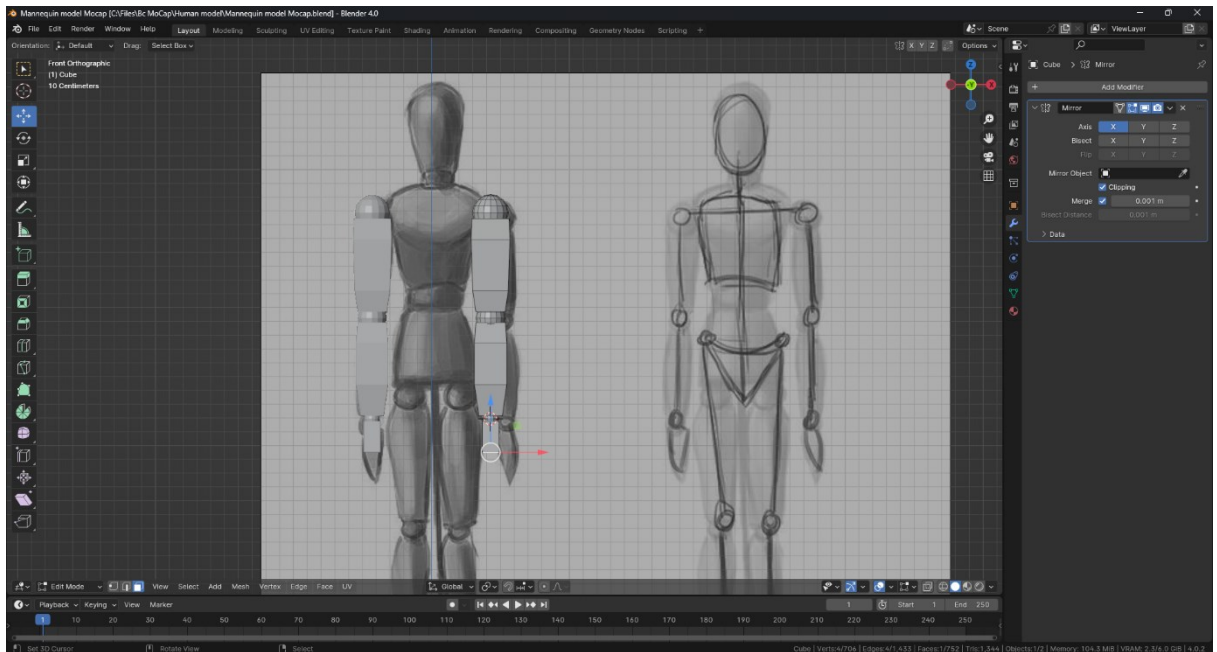 Mannequin model Mocap [C:\Files\Bc MoCap\Human model\Mannequin model Mocap.blend] - Blender 4.0
File Edit Render Window Help Layout Modeling Sculpting UV Editing Texture Paint Shading Animation Rendering Compositing Geometry Nodes Scripting + Scene ViewLayer
Orientation: Default Drag: Select Box X Y Z Options
Front Orthographic
(1) Cube
10 Centimeters
Z
-Y
X
Cube > Mirror
+ Add Modifier
Mirror
Axis X Y Z
Bisect X Y Z
Flip X Y Z
Mirror Object
Clipping
Merge 0.001 m
Bisect Distance 0.001 m
Data
Edit Mode View Select Add Mesh Vertex Edge Face UV Global
Playback Keying View Marker 1 Start 1 End 250
1 10 20 30 40 50 60 70 80 90 100 110 120 130 140 150 160 170 180 190 200 210 220 230 240 250
Set 3D Cursor Rotate View Select Cube | Verts:4/706 | Edges:4/1,433 | Faces:1/752 | Tris:1,344 | Objects:1/2 | Memory: 104.3 MiB | VRAM: 2.3/6.0 GiB | 4.0.2